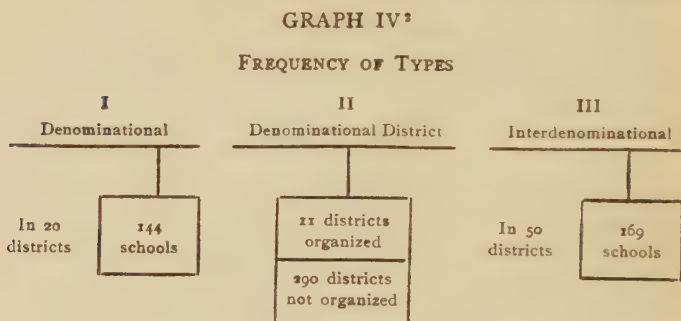 GRAPH IV²
FREQUENCY OF TYPES
I
Denominational
In 20
districts
144
schools
II
Denominational District
11 districts
organized
290 districts
not organized
III
Interdenominational
In 50
districts
169
schools